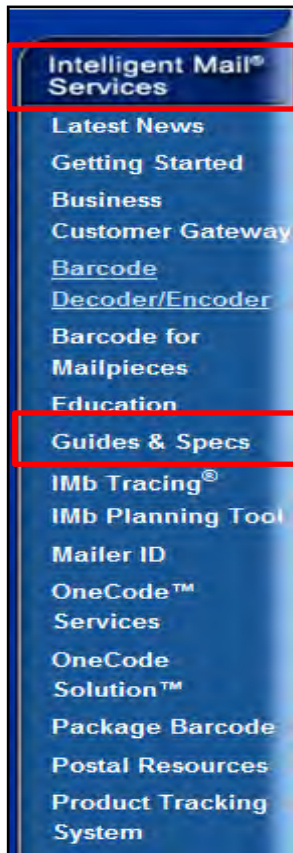 Intelligent Mail®
Services
Latest News
Getting Started
Business
Customer Gateway
Barcode
Decoder/Encoder
Barcode for
Mailpieces
Education
Guides & Specs
IMb Tracing®
IMb Planning Tool
Mailer ID
OneCode™
Services
OneCode
Solution™
Package Barcode
Postal Resources
Product Tracking
System